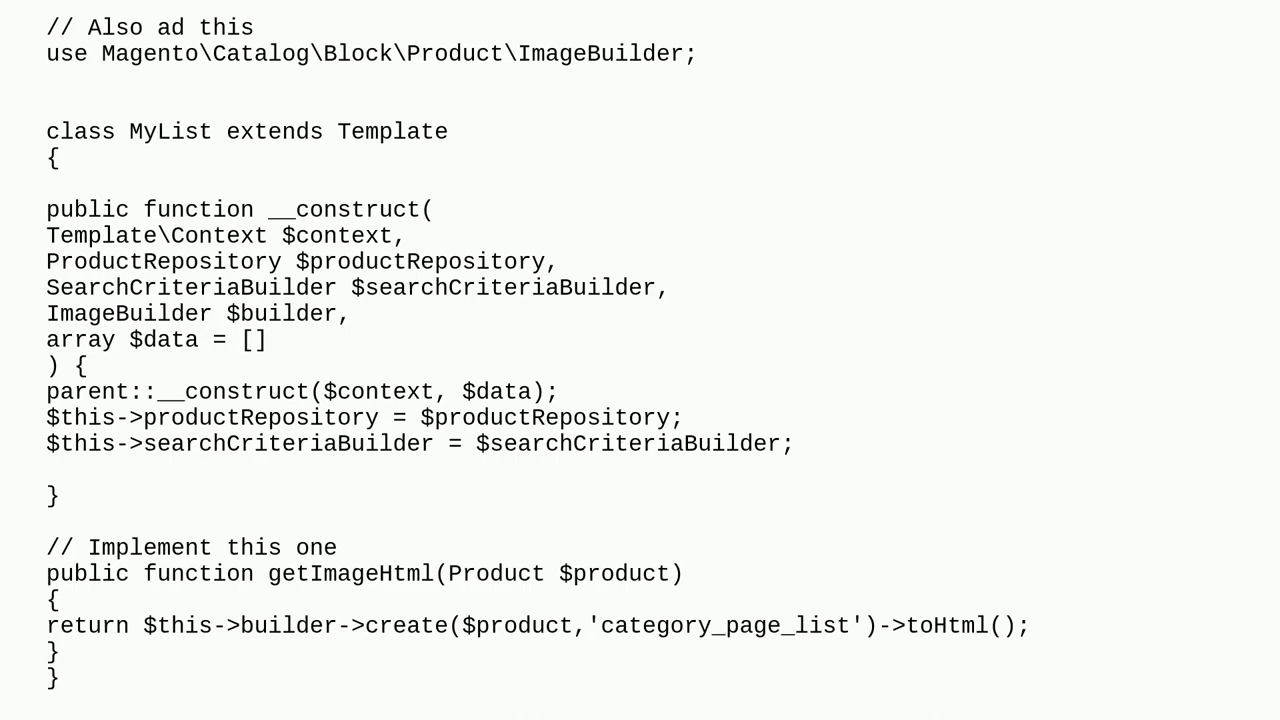 // Also ad this
use Magento\Catalog\Block\Product\ImageBuilder;
class MyList extends Template
{
public function __construct(
Template\Context $context,
ProductRepository $productRepository,
SearchCriteriaBuilder $searchCriteriaBuilder,
ImageBuilder $builder,
array $data = []
) {
parent::__construct($context, $data);
$this->productRepository = $productRepository;
$this->searchCriteriaBuilder = $searchCriteriaBuilder;
}
// Implement this one
public function getImageHtml(Product $product)
{
return $this->builder->create($product,'category_page_list')->toHtml();
}
}